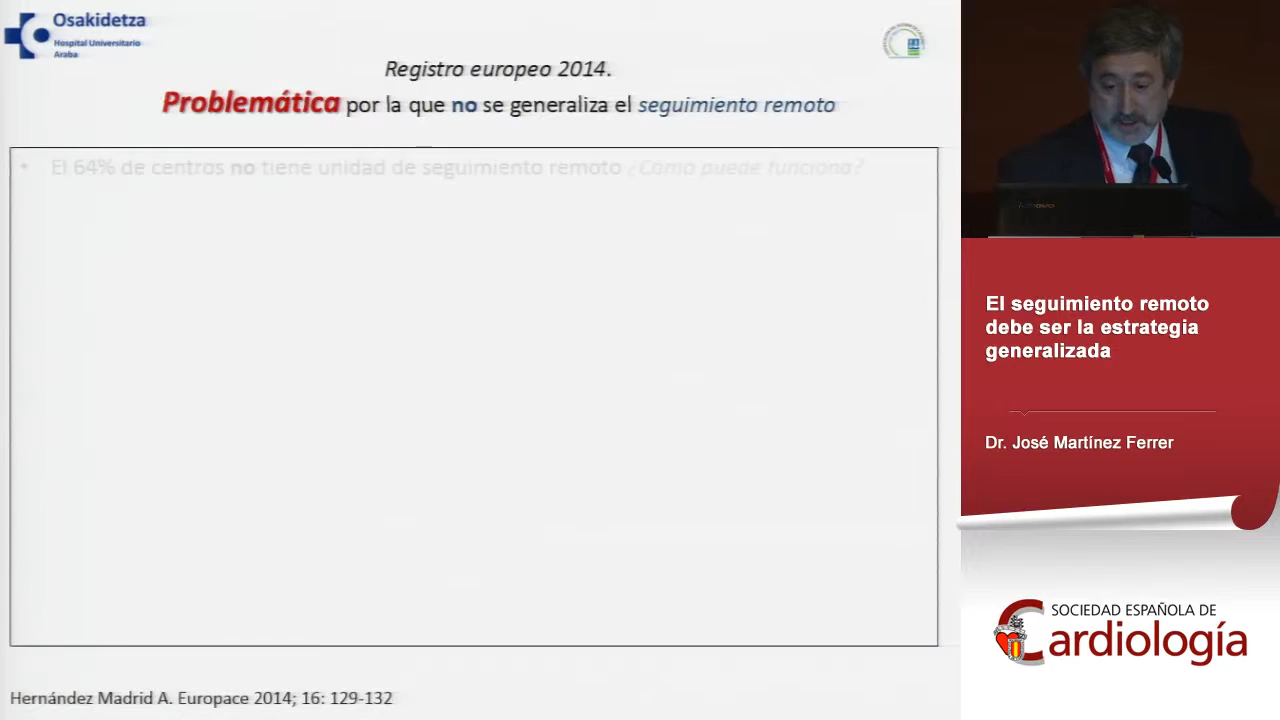 Osakidetza
Hospital Universitario
Araba
Registro europeo 2014.
Problemática por la que no se generaliza el seguimiento remoto
• El 64% de centros no tiene unidad de seguimiento remoto ¿Como puede funciona?
Hernández Madrid A. Europace 2014; 16: 129-132
El seguimiento remoto
debe ser la estrategia
generalizada
Dr. José Martínez Ferrer
SOCIEDAD ESPAÑOLA DE
Cardiología